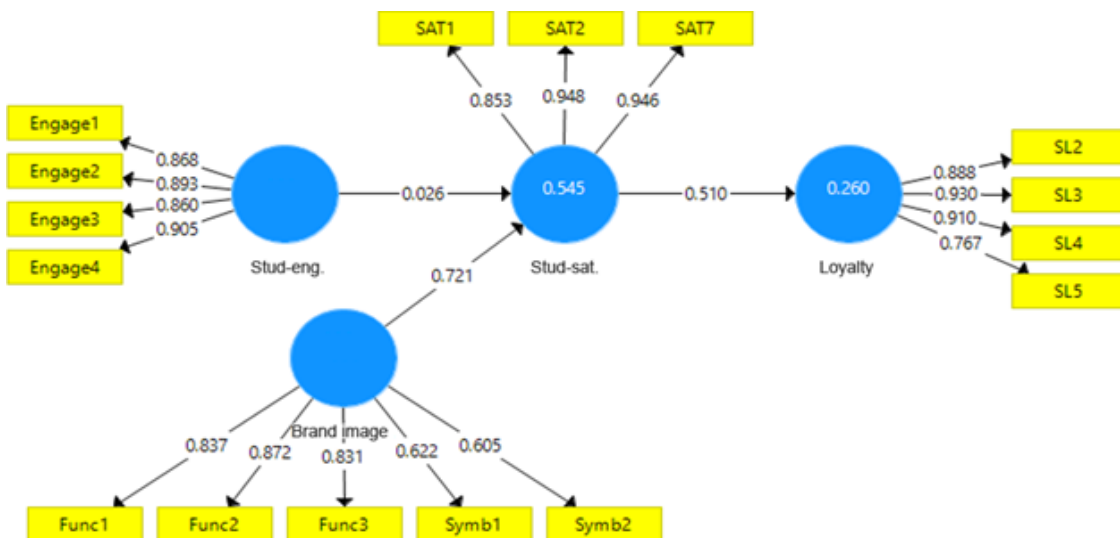 SAT1 SAT2 SAT7
0.853 0.948 0.946
Engage1
Engage2
Engage3
Engage4
0.868
0.893
0.860
0.905
0.026
0.545
0.510
0.260
0.888
0.930
0.910
0.767
SL2
SL3
SL4
SL5
Stud-eng. Stud-sat. Loyalty
0.721
Brand image
0.837 0.872 0.831 0.622 0.605
Func1 Func2 Func3 Symb1 Symb2